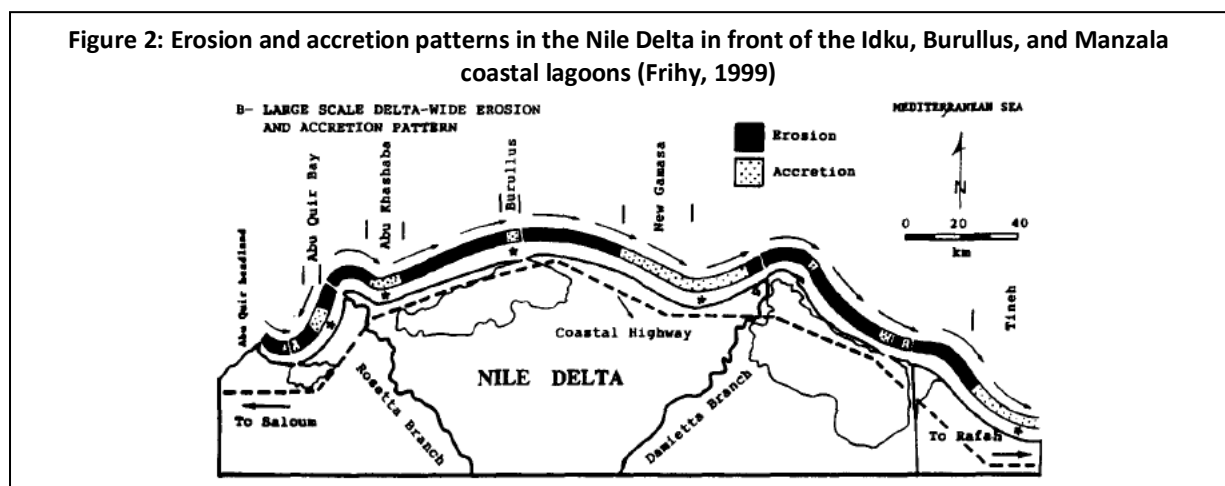 Figure 2: Erosion and accretion patterns in the Nile Delta in front of the Idku, Burullus, and Manzala
coastal lagoons (Frihy, 1999)
B- LARGE SCALE DELTA-WIDE EROSION
AND ACCRETION PATTERN
MEDITERRANEAN SEA
Erosion
Accretion
N
0 20 40
km
Abu Quir headland
Abu Quir Bay
Abu Khashaba
Burullus
New Gamasa
Tineh
Coastal Highway
NILE DELTA
Rosetta Branch
Damietta Branch
To Saloum
To Rafah